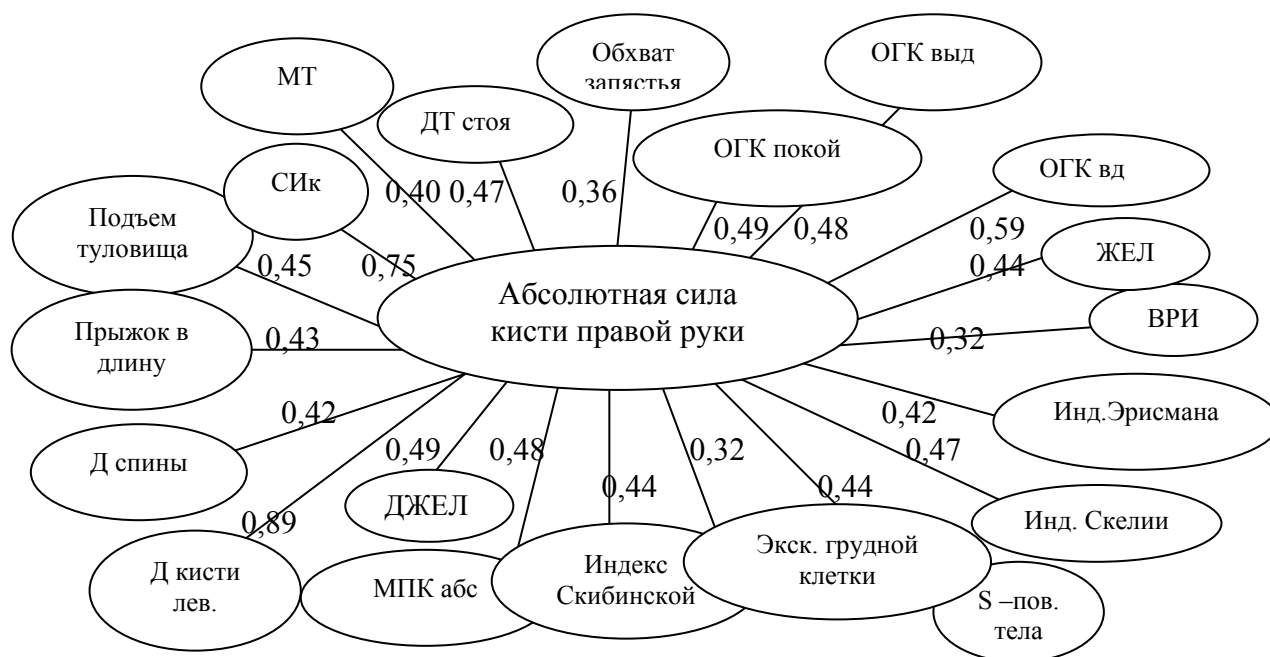 Обхват
запястья
ОГК выд
МТ
ДТ стоя
ОГК покой
ОГК вд
СИк
0,40
0,47
0,36
Подъем
туловища
0,49
0,48
0,59
ЖЕЛ
0,45
0,75
0,44
Абсолютная сила
кисти правой руки
ВРИ
Прыжок в
длину
0,43
0,32
0,42
0,42
Инд.Эрисмана
Д спины
0,49
0,48
0,32
0,47
0,44
0,44
ДЖЕЛ
0,89
Инд. Скелии
Экск. грудной
клетки
Индекс
Скибинской
Д кисти
лев.
МПК абс
S –пов.
тела